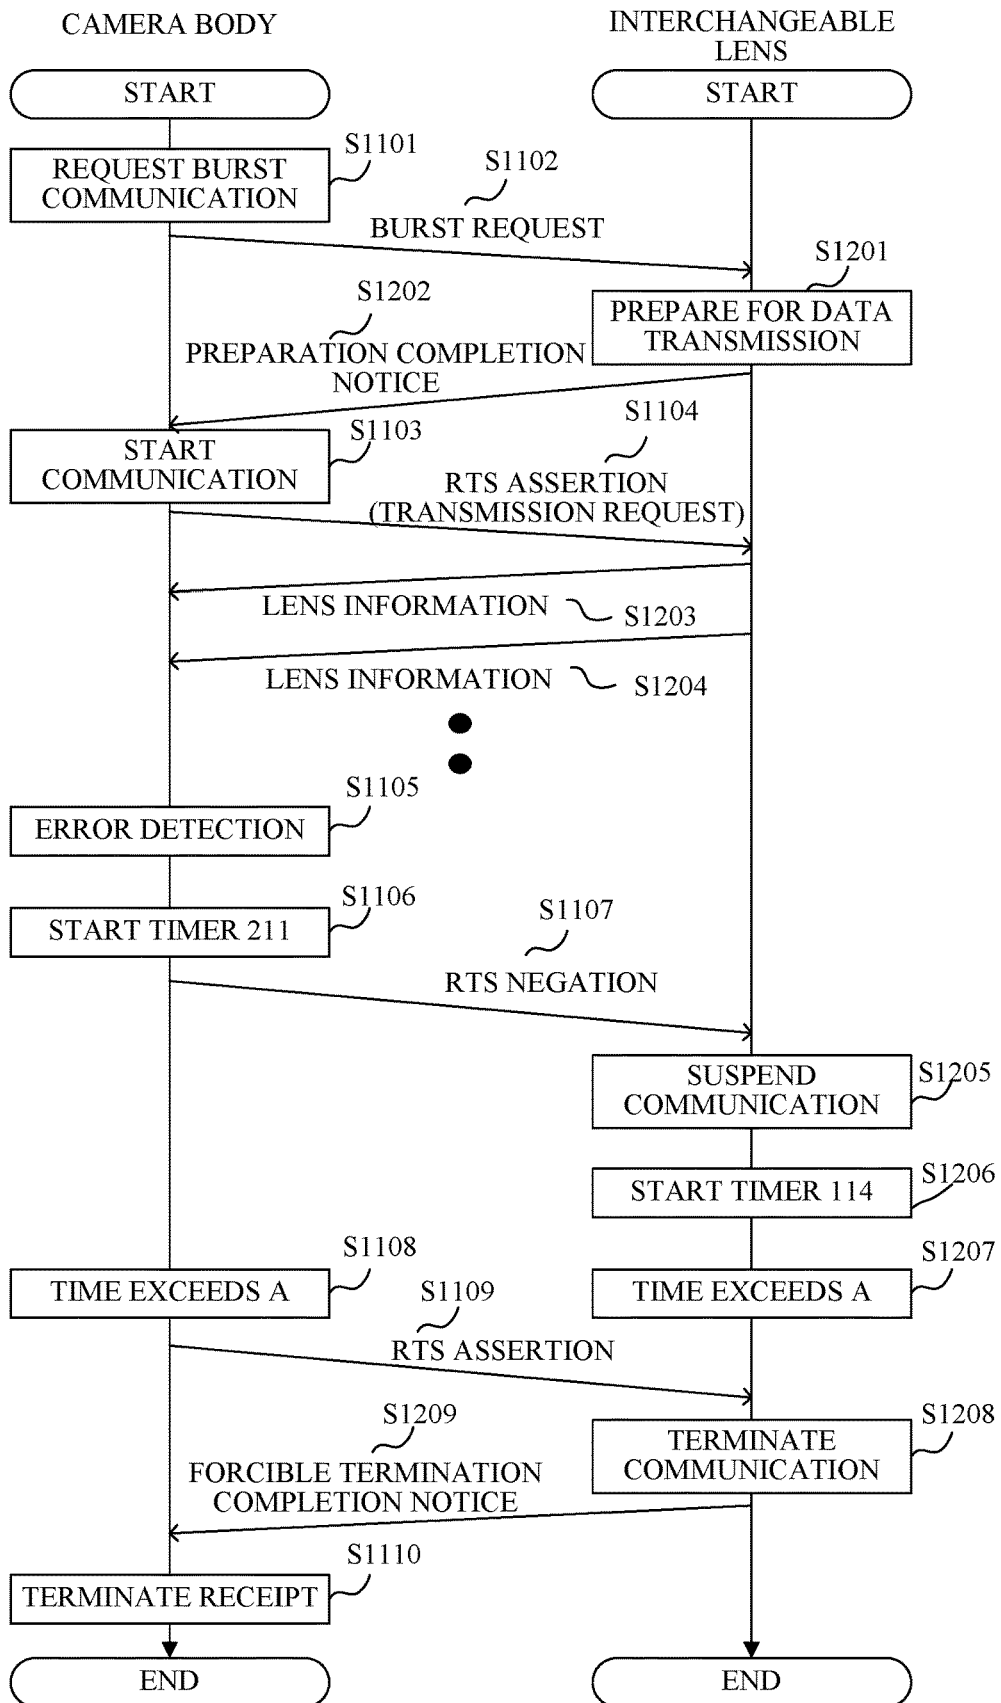 CAMERA BODY
INTERCHANGEABLE
LENS
START
START
S1101
REQUEST BURST
COMMUNICATION
S1102
BURST REQUEST
S1201
PREPARE FOR DATA
TRANSMISSION
S1202
PREPARATION COMPLETION
NOTICE
S1103
START
COMMUNICATION
S1104
RTS ASSERTION
(TRANSMISSION REQUEST)
LENS INFORMATION
S1203
LENS INFORMATION
S1204
S1105
ERROR DETECTION
S1106
START TIMER 211
S1107
RTS NEGATION
SUSPEND
COMMUNICATION
S1205
START TIMER 114
S1206
S1108
TIME EXCEEDS A
S1207
TIME EXCEEDS A
S1109
RTS ASSERTION
S1208
TERMINATE
COMMUNICATION
S1209
FORCIBLE TERMINATION
COMPLETION NOTICE
S1110
TERMINATE RECEIPT
END
END